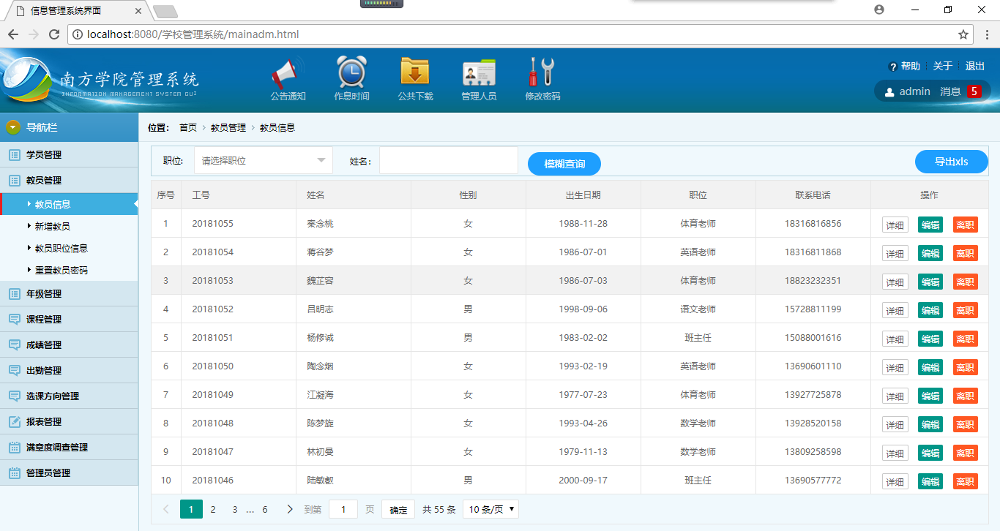 信息管理系统界面
localhost:8080/学校管理系统/mainadm.html
南方学院管理系统
INFORMATION MANAGEMENT SYSTEM GUI
公告通知 作息时间 公共下载 管理人员 修改密码
帮助 关于 退出
admin 消息 5
导航栏
学员管理
教员管理
教员信息
新增教员
教员职位信息
重置教员密码
年级管理
课程管理
成绩管理
出勤管理
选课方向管理
报表管理
满意度调查管理
管理员管理
位置： 首页 > 教员管理 > 教员信息
职位: 请选择职位 姓名: 模糊查询 导出xls
序号 工号 姓名 性别 出生日期 职位 联系电话 操作
1 20181055 秦念桃 女 1988-11-28 体育老师 18316816856 详细 编辑 离职
2 20181054 蒋谷梦 女 1986-07-01 英语老师 18316811868 详细 编辑 离职
3 20181053 魏芷容 女 1986-07-03 体育老师 18823232351 详细 编辑 离职
4 20181052 吕明志 男 1998-09-06 语文老师 15728811199 详细 编辑 离职
5 20181051 杨修诚 男 1983-02-02 班主任 15088001616 详细 编辑 离职
6 20181050 陶念烟 女 1993-02-19 英语老师 13690601110 详细 编辑 离职
7 20181049 江凝海 女 1977-07-23 体育老师 13927725878 详细 编辑 离职
8 20181048 陈梦旋 女 1993-04-26 数学老师 13928520158 详细 编辑 离职
9 20181047 林初曼 女 1979-11-13 数学老师 13809258598 详细 编辑 离职
10 20181046 陆敏叡 男 2000-09-17 班主任 13690577772 详细 编辑 离职
1 2 3 ... 6 到第 1 页 确定 共 55 条 10 条/页